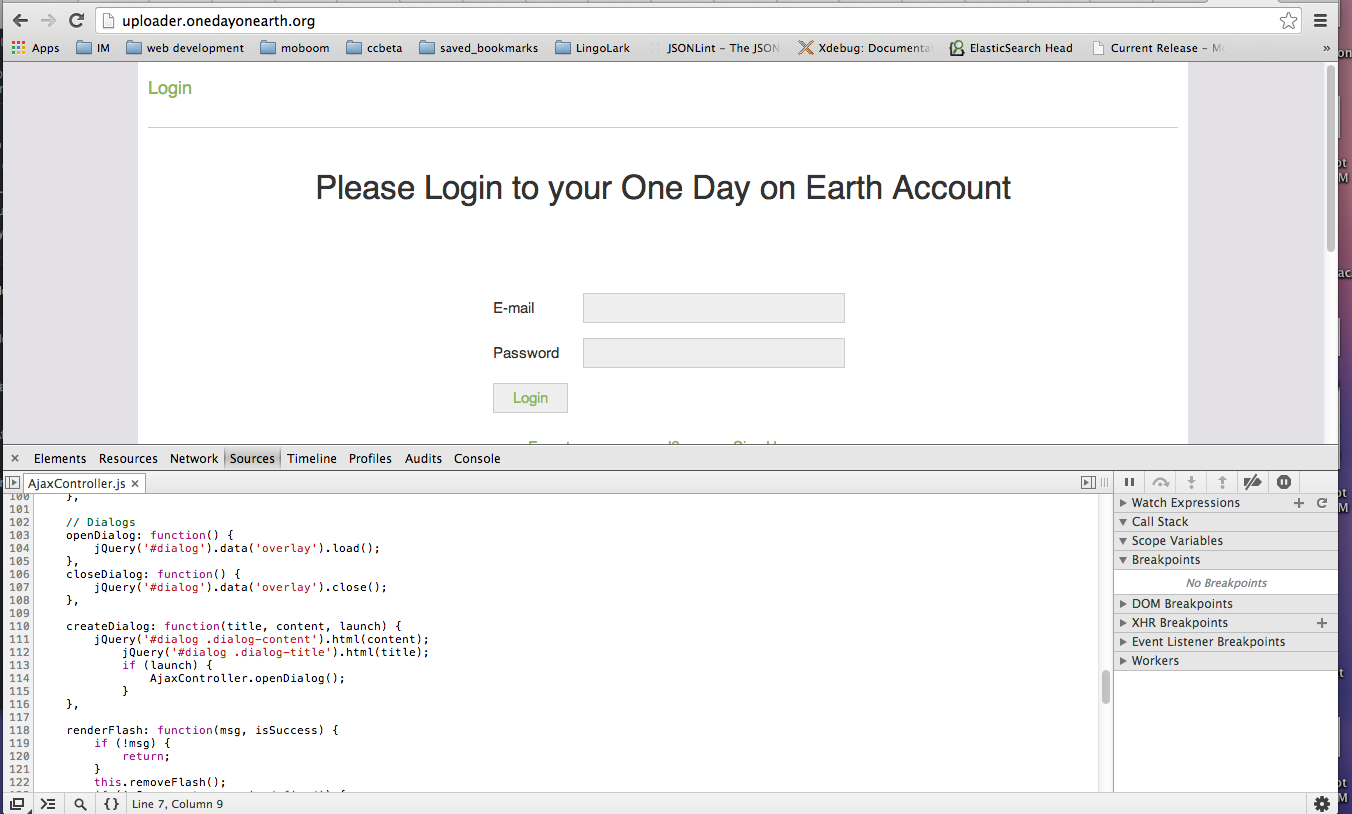 uploader.onedayonearth.org
Apps IM web development moboom ccbeta saved_bookmarks LingoLark JSONLint – The JSON Xdebug: Documenta ElasticSearch Head Current Release – »
Login
Please Login to your One Day on Earth Account
E-mail
Password
Login
× Elements Resources Network Sources Timeline Profiles Audits Console
AjaxController.js ×
100 },
101
102 // Dialogs
103 openDialog: function() {
104 jQuery('#dialog').data('overlay').load();
105 },
106 closeDialog: function() {
107 jQuery('#dialog').data('overlay').close();
108 },
109
110 createDialog: function(title, content, launch) {
111 jQuery('#dialog .dialog-content').html(content);
112 jQuery('#dialog .dialog-title').html(title);
113 if (launch) {
114 AjaxController.openDialog();
115 }
116 },
117
118 renderFlash: function(msg, isSuccess) {
119 if (!msg) {
120 return;
121 }
122 this.removeFlash();
Watch Expressions +
Call Stack
Scope Variables
Breakpoints
No Breakpoints
DOM Breakpoints
XHR Breakpoints +
Event Listener Breakpoints
Workers
{} Line 7, Column 9